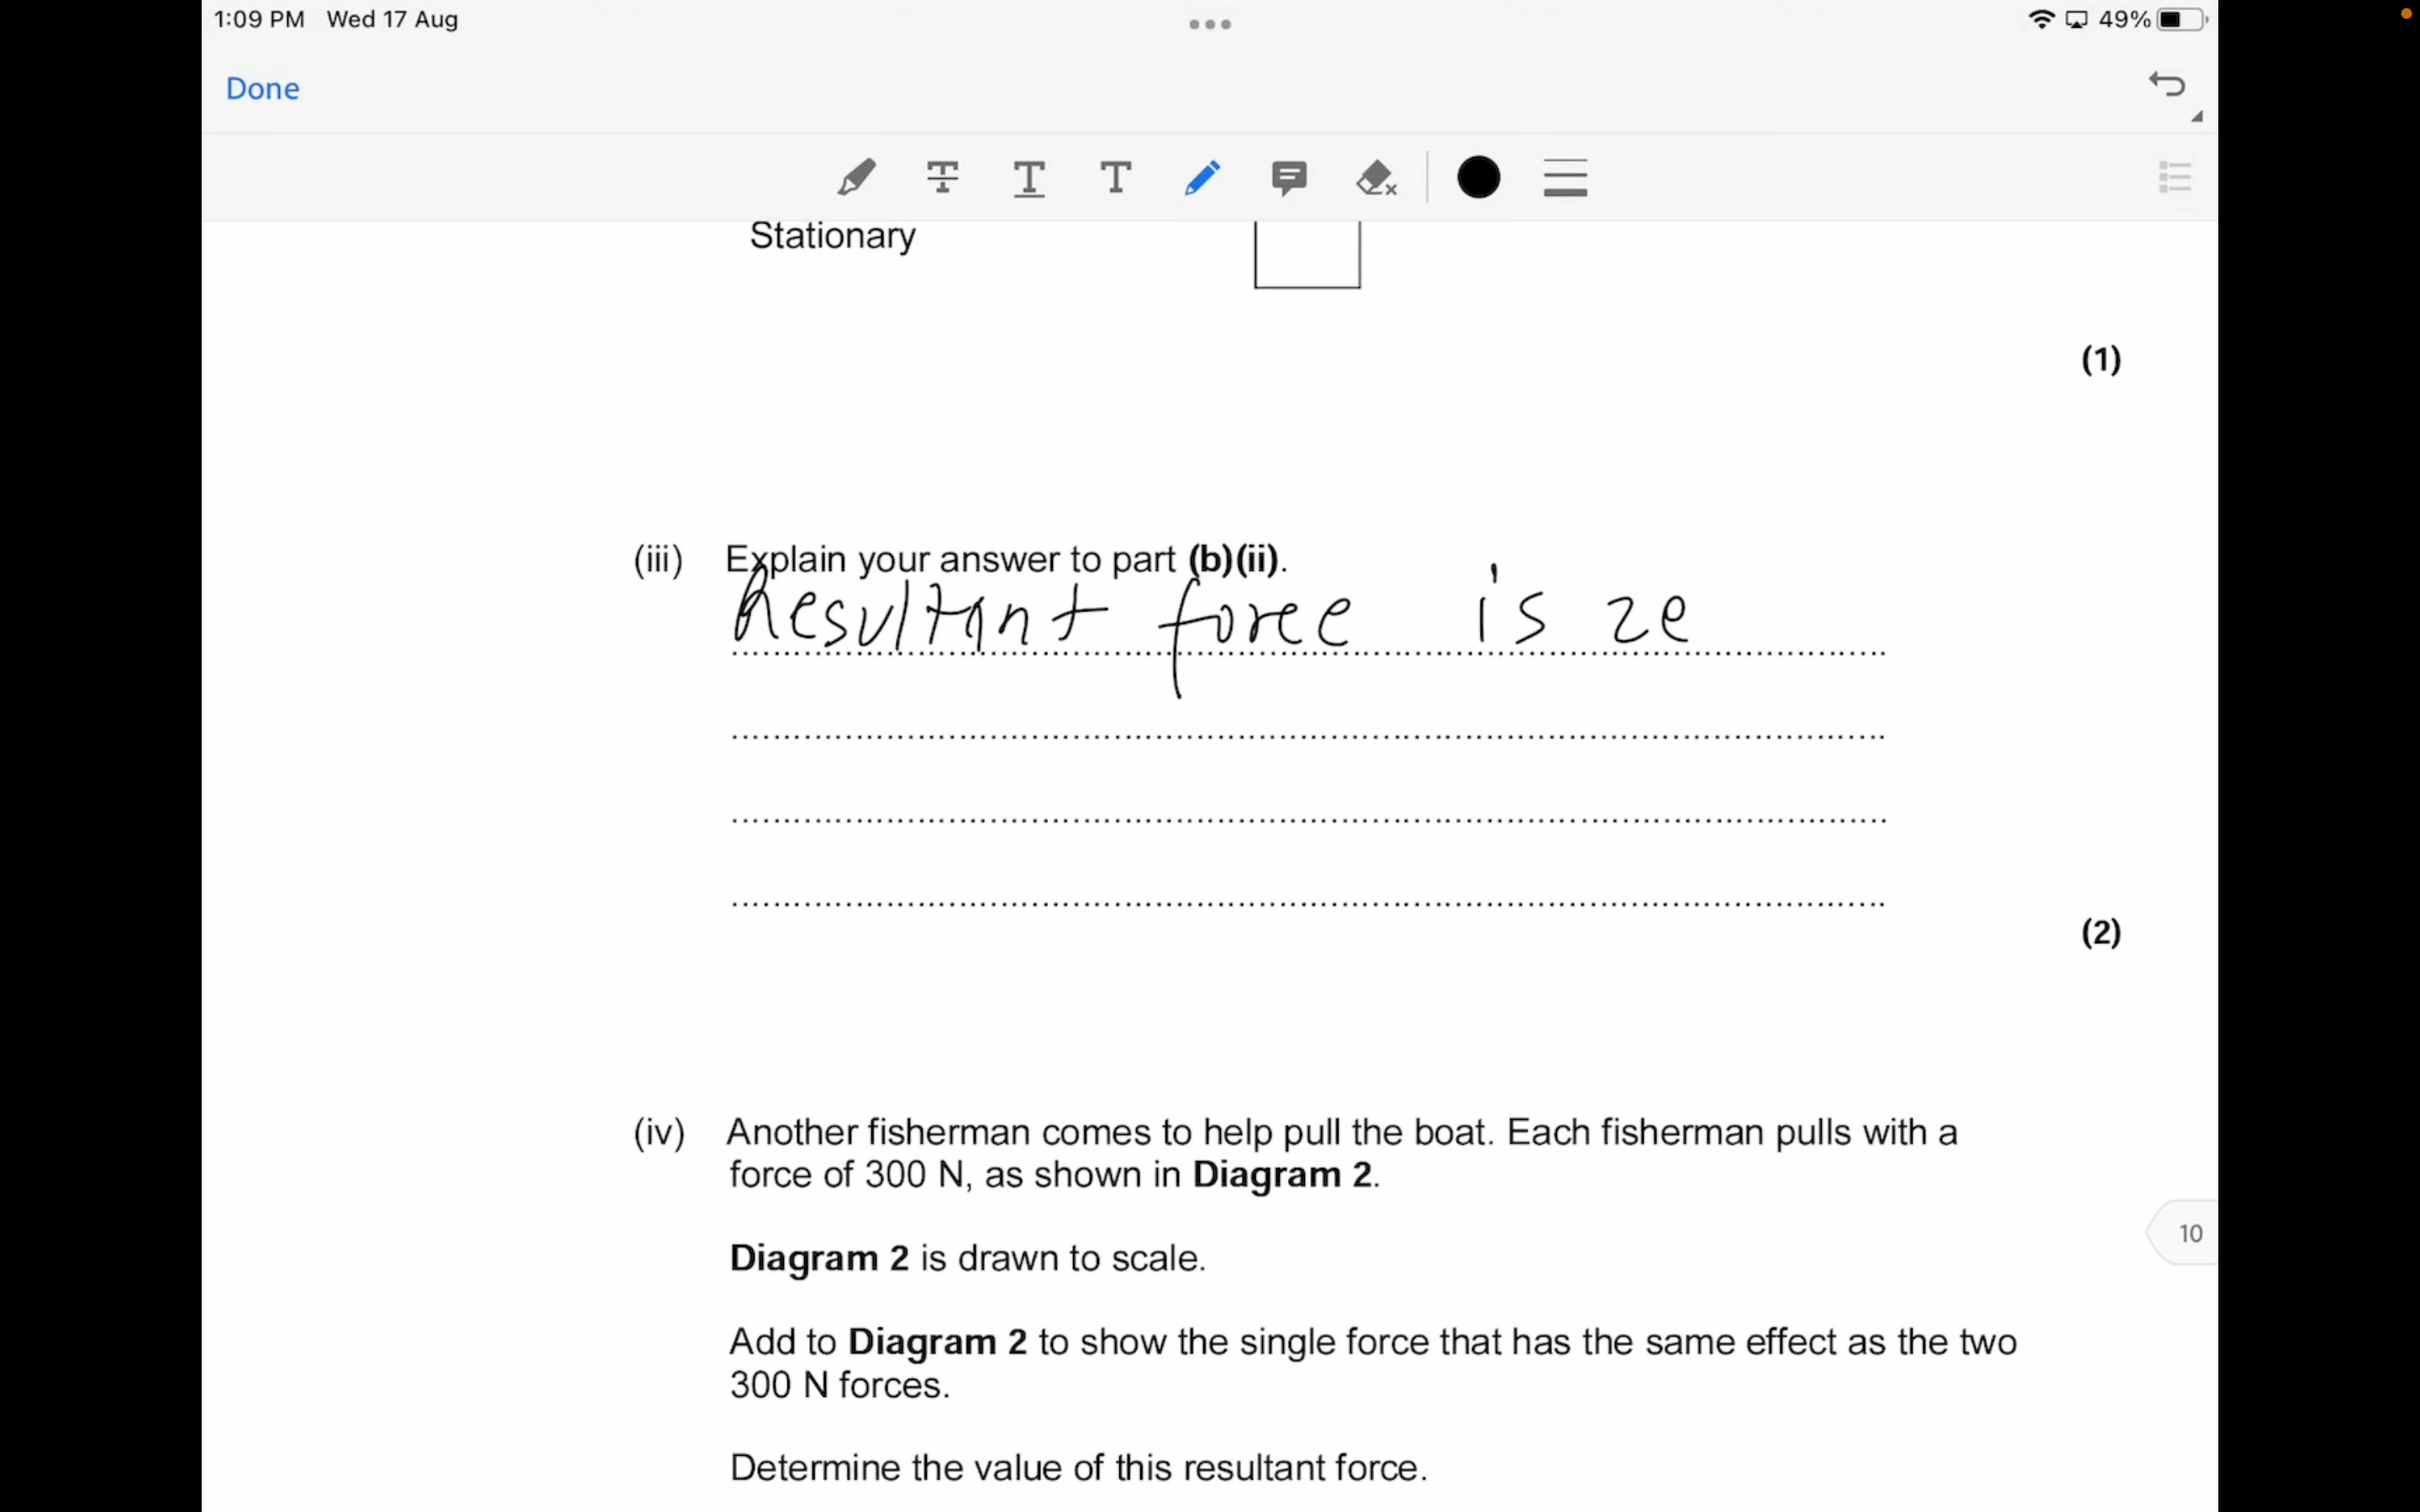 1:09 PM Wed 17 Aug
49%
Done
Stationary
(1)
(iii) Explain your answer to part (b)(ii).
Resultant force is ze
(2)
(iv) Another fisherman comes to help pull the boat. Each fisherman pulls with a
force of 300 N, as shown in Diagram 2.
10
Diagram 2 is drawn to scale.
Add to Diagram 2 to show the single force that has the same effect as the two
300 N forces.
Determine the value of this resultant force.